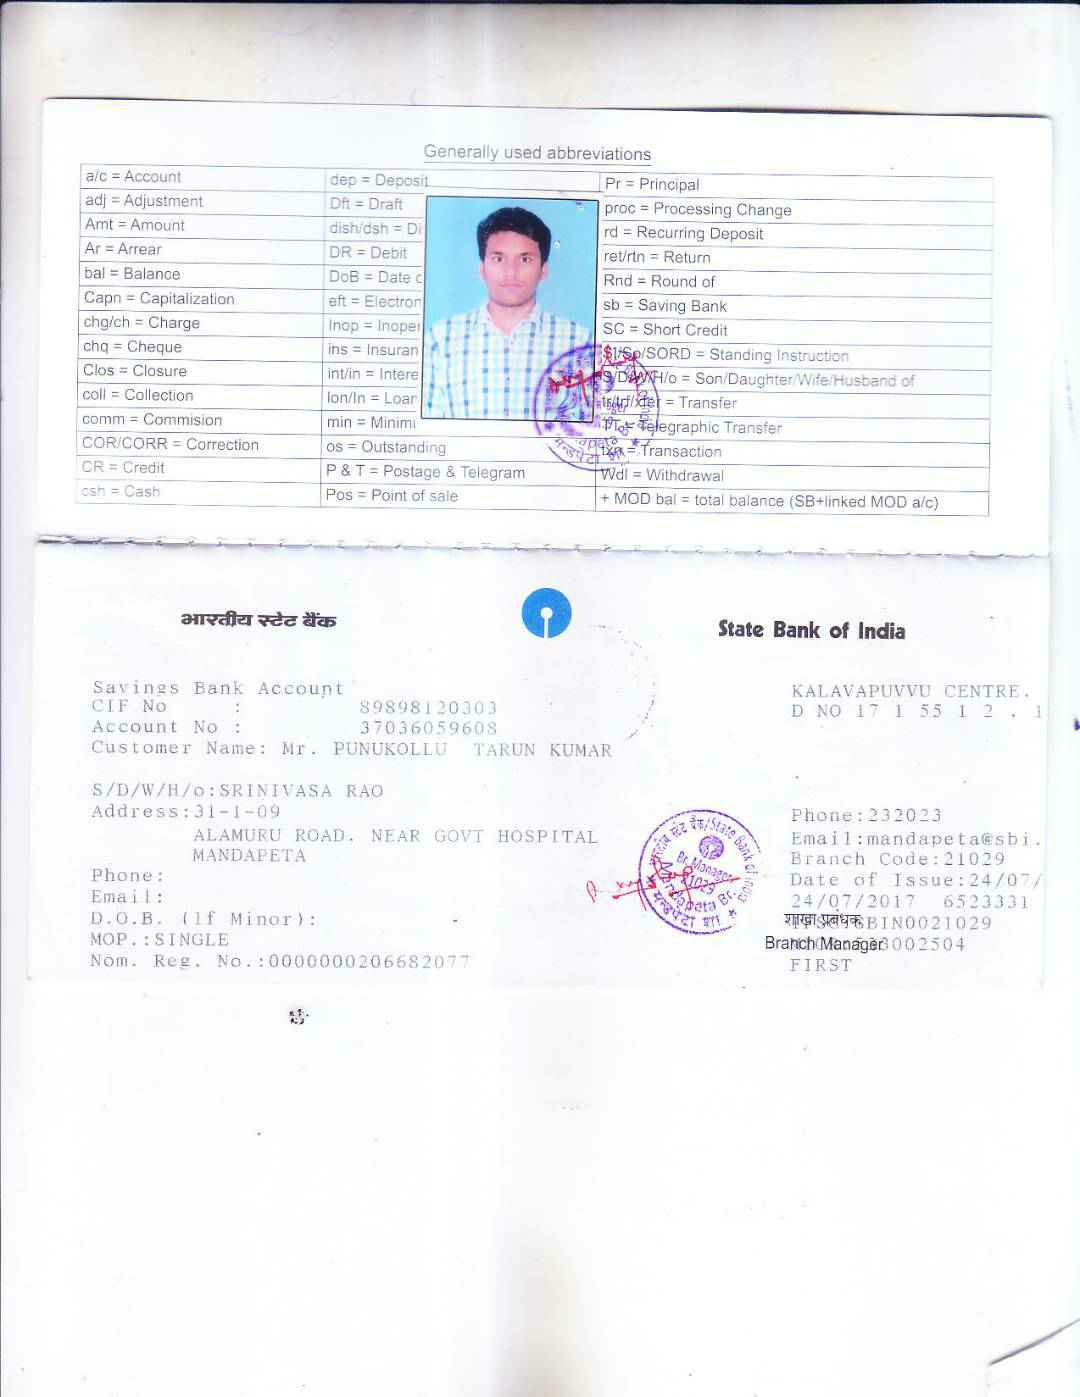 Generally used abbreviations
a/c = Account
dep = Deposit
Pr = Principal
adj = Adjustment
Dft = Draft
proc = Processing Change
Amt = Amount
dish/dsh = Di
rd = Recurring Deposit
Ar = Arrear
DR = Debit
ret/rtn = Return
bal = Balance
DoB = Date
Rnd = Round of
Capn = Capitalization
eft = Electron
sb = Saving Bank
chg/ch = Charge
Inop = Inoper
SC = Short Credit
chq = Cheque
ins = Insuran
SI/Sp/SORD = Standing Instruction
Clos = Closure
int/in = Intere
S/D/W/H/o = Son/Daughter/Wife/Husband of
coll = Collection
lon/ln = Loan
tr/trf/xfer = Transfer
comm = Commision
min = Minimu
TT = Telegraphic Transfer
COR/CORR = Correction
os = Outstanding
txn = Transaction
CR = Credit
P & T = Postage & Telegram
Wdl = Withdrawal
csh = Cash
Pos = Point of sale
+ MOD bal = total balance (SB+linked MOD a/c)
भारतीय स्टेट बैंक
State Bank of India
Savings Bank Account
CIF No : 89898120303
Account No : 37036059608
Customer Name: Mr. PUNUKOLLU TARUN KUMAR
S/D/W/H/o:SRINIVASA RAO
Address:31-1-09
ALAMURU ROAD. NEAR GOVT HOSPITAL
MANDAPETA
Phone:
Email:
D.O.B. (If Minor):
MOP.:SINGLE
Nom. Reg. No.:0000000206682077
KALAVAPUVVU CENTRE.
D NO 17 1 55 1 2 . 1
Phone:232023
Email:mandapeta@sbi.
Branch Code:21029
Date of Issue:24/07/
24/07/2017 6523331
SBIN0021029
शाखा प्रबंधक
Branch Manager
3002504
FIRST
भारतीय स्टेट बैंक/State Bank of India
Br. Manager
21029
Mandapeta Br.
मन्डपेटा शा